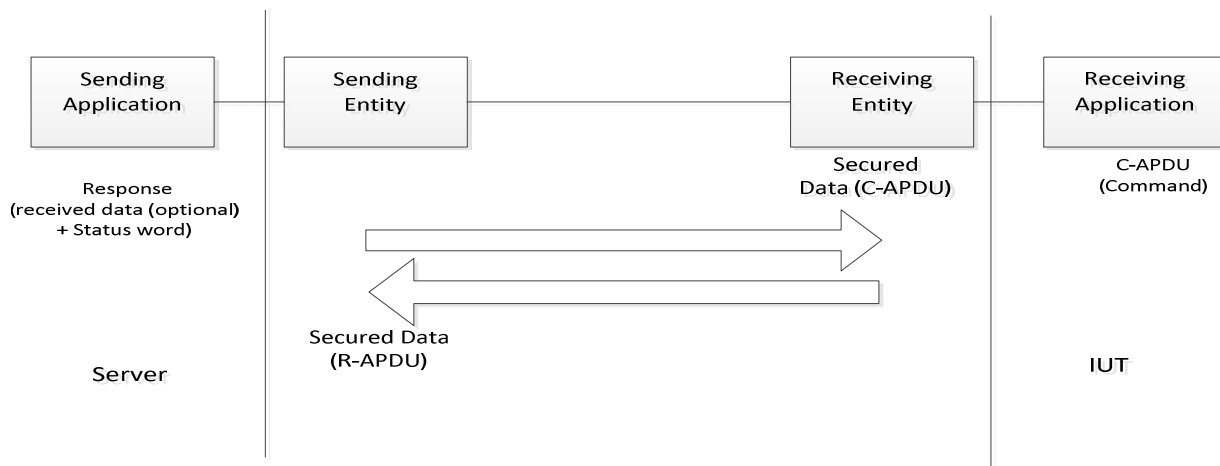 Sending
Application
Sending
Entity
Receiving
Entity
Receiving
Application
Response
(received data (optional)
+ Status word)
Secured
Data (C-APDU)
C-APDU
(Command)
Secured Data
(R-APDU)
Server
IUT